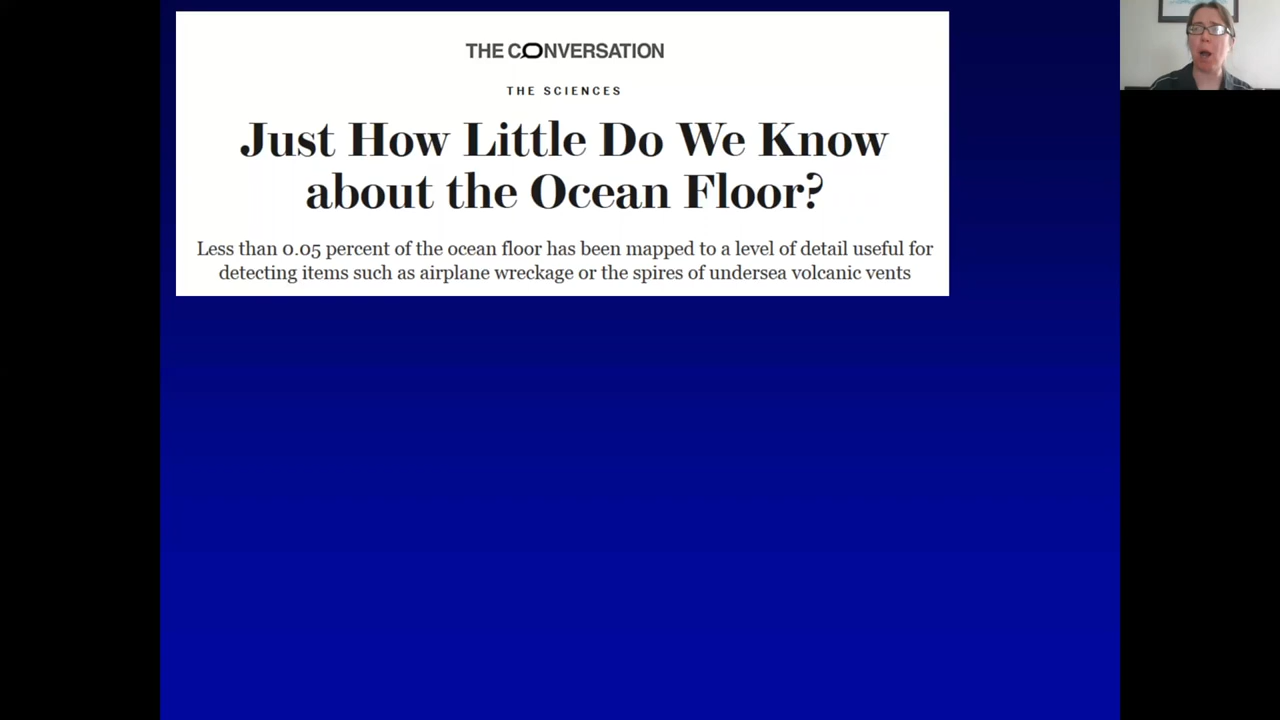 THE CONVERSATION
THE SCIENCES
Just How Little Do We Know
about the Ocean Floor?
Less than 0.05 percent of the ocean floor has been mapped to a level of detail useful for
detecting items such as airplane wreckage or the spires of undersea volcanic vents